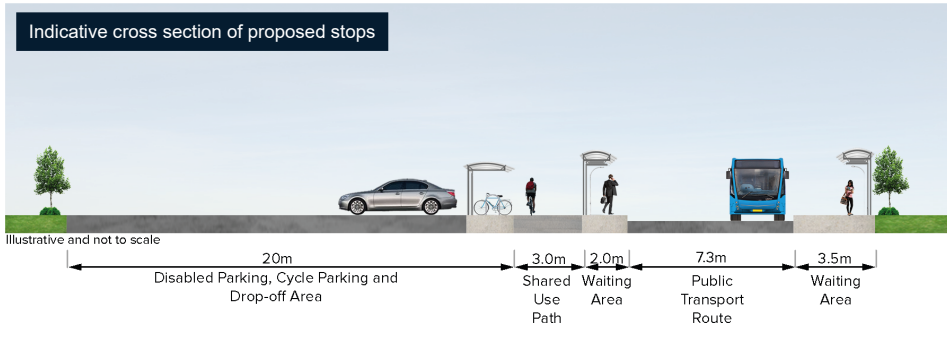 Indicative cross section of proposed stops
Illustrative and not to scale
20m
Disabled Parking, Cycle Parking and
Drop-off Area
3.0m
Shared
Use
Path
2.0m
Waiting
Area
7.3m
Public
Transport
Route
3.5m
Waiting
Area